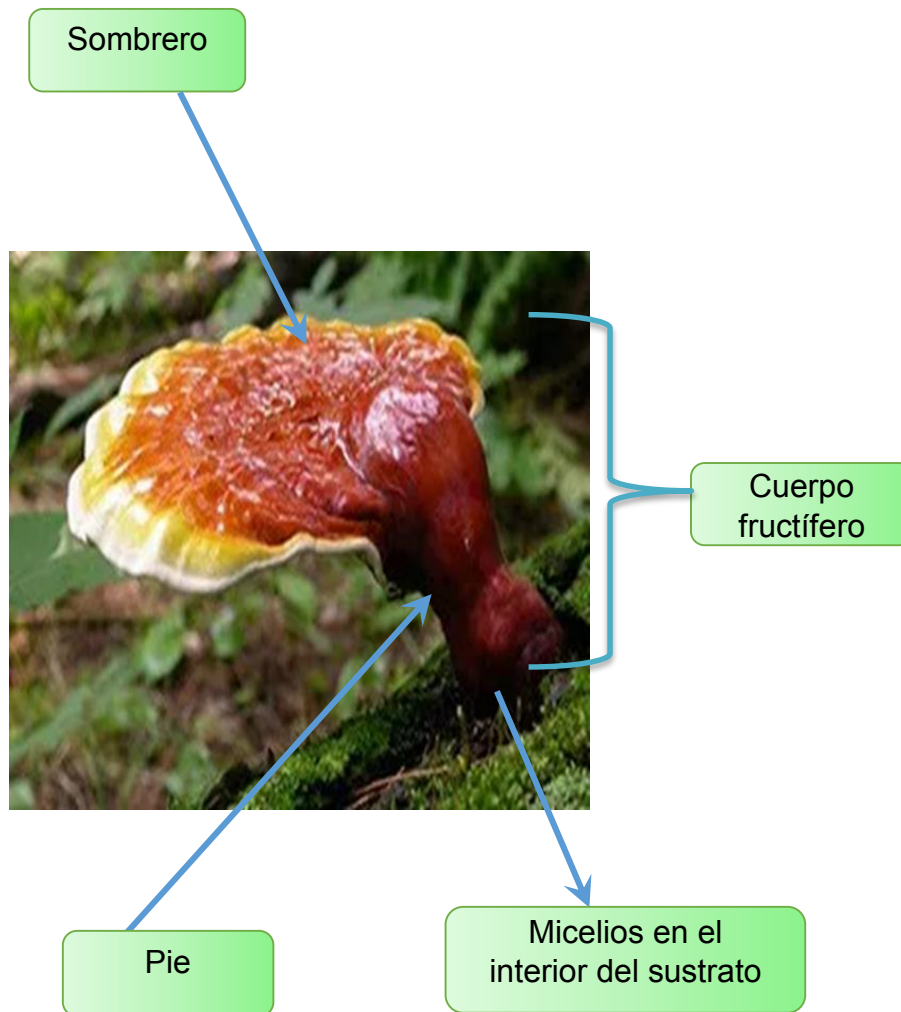 Sombrero
Cuerpo
fructífero
Pie
Micelios en el
interior del sustrato